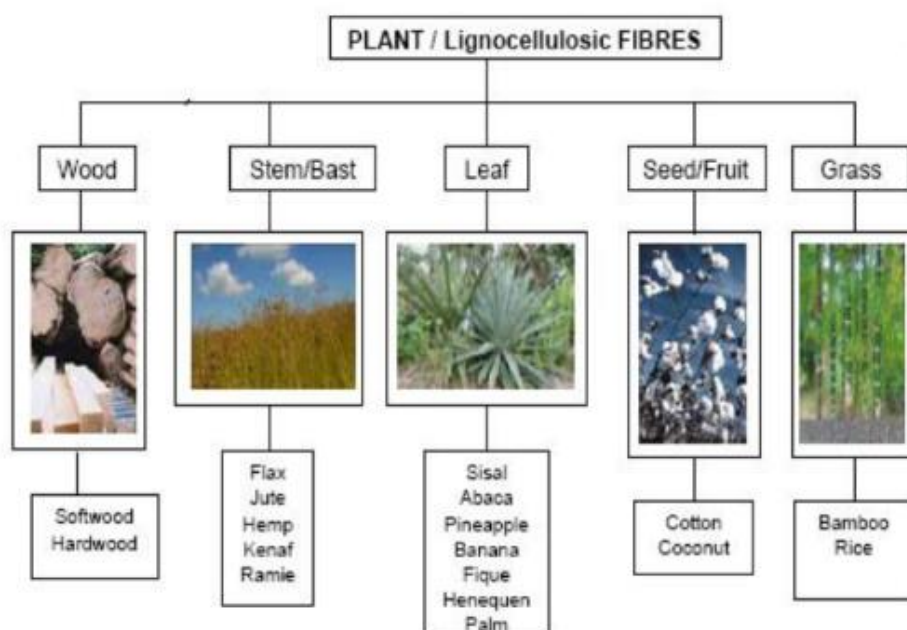 PLANT / Lignocellulosic FIBRES
Wood
Stem/Bast
Leaf
Seed/Fruit
Grass
Softwood
Hardwood
Flax
Jute
Hemp
Kenaf
Ramie
Sisal
Abaca
Pineapple
Banana
Fique
Henequen
Palm
Cotton
Coconut
Bamboo
Rice